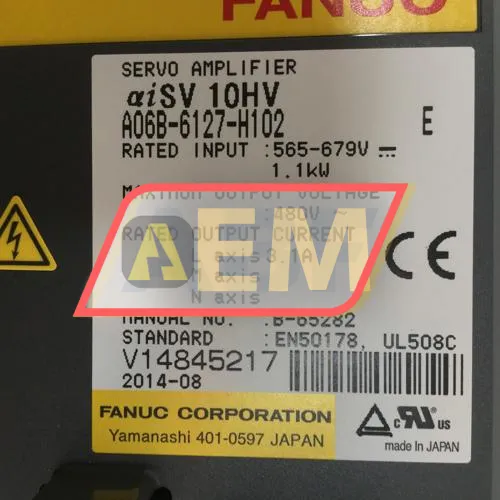 FANUC
SERVO AMPLIFIER
αiSV 10HV
A06B-6127-H102 E
RATED INPUT :565-679V
1.1kW
MAXIMUM OUTPUT VOLTAGE
:480V ~
RATED OUTPUT CURRENT
L axis 3.1A
M axis
N axis
AEM
MANUAL NO. :B-65282
STANDARD :EN50178, UL508C
V14845217
2014-08
CE
FANUC CORPORATION
Yamanashi 401-0597 JAPAN
c US
made in JAPAN